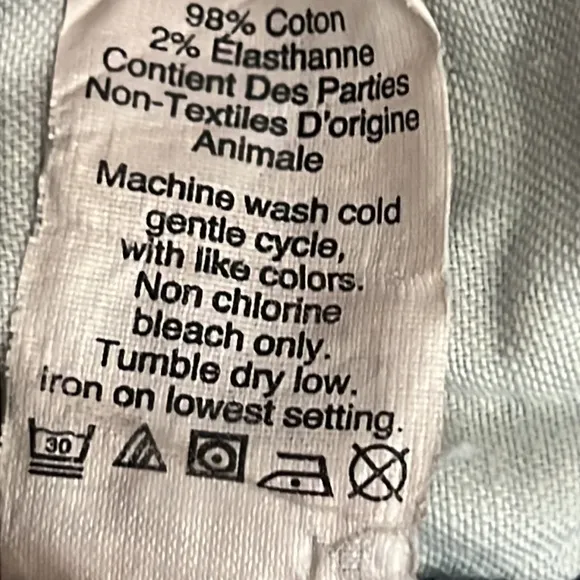 98% Coton
2% Élasthanne
Contient Des Parties
Non-Textiles D'origine
Animale
Machine wash cold
gentle cycle,
with like colors.
Non chlorine
bleach only.
Tumble dry low.
iron on lowest setting.
30